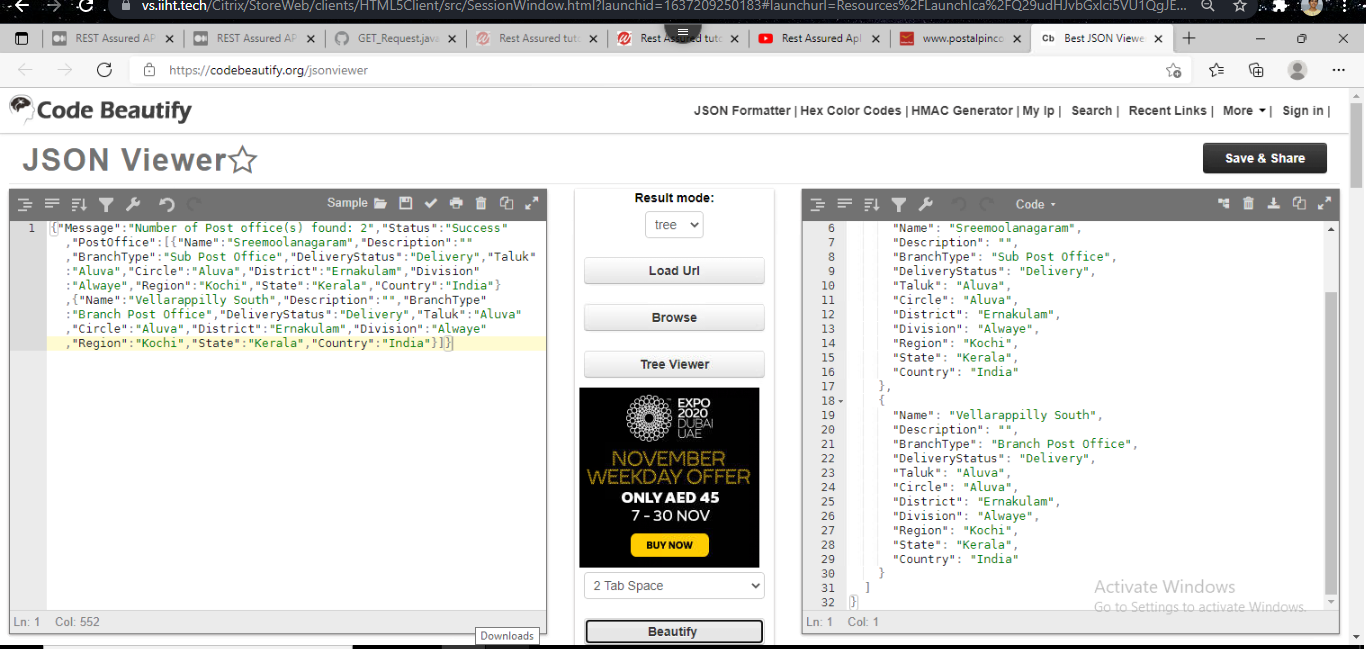 vs.iiht.tech/Citrix/StoreWeb/clients/HTML5Client/src/SessionWindow.html?launchid=1637209250183#launchurl=Resources%2FLaunchIca%2FQ29udHJvbGxlci5VU1QgJE...
REST Assured AP
REST Assured AP
GET_Request.java
Rest Assured tuto
Rest Assured tuto
Rest Assured ApI
www.postalpinco
Cb Best JSON Viewe
https://codebeautify.org/jsonviewer
Code Beautify
JSON Formatter | Hex Color Codes | HMAC Generator | My Ip | Search | Recent Links | More | Sign in |
JSON Viewer
Save & Share
Sample
1 {"Message":"Number of Post office(s) found: 2","Status":"Success"
,"PostOffice":[{"Name":"Sreemoolanagaram","Description":""
,"BranchType":"Sub Post Office","DeliveryStatus":"Delivery","Taluk"
:"Aluva","Circle":"Aluva","District":"Ernakulam","Division"
:"Alwaye","Region":"Kochi","State":"Kerala","Country":"India"}
,{"Name":"Vellarappilly South","Description":"","BranchType"
:"Branch Post Office","DeliveryStatus":"Delivery","Taluk":"Aluva"
,"Circle":"Aluva","District":"Ernakulam","Division":"Alwaye"
,"Region":"Kochi","State":"Kerala","Country":"India"}]}
Ln: 1 Col: 552
Downloads
Result mode:
tree
Load Url
Browse
Tree Viewer
EXPO
2020
DUBAI
UAE
NOVEMBER
WEEKDAY OFFER
ONLY AED 45
7 - 30 NOV
BUY NOW
2 Tab Space
Beautify
Code
6 "Name": "Sreemoolanagaram",
7 "Description": "",
8 "BranchType": "Sub Post Office",
9 "DeliveryStatus": "Delivery",
10 "Taluk": "Aluva",
11 "Circle": "Aluva",
12 "District": "Ernakulam",
13 "Division": "Alwaye",
14 "Region": "Kochi",
15 "State": "Kerala",
16 "Country": "India"
17 },
18 {
19 "Name": "Vellarappilly South",
20 "Description": "",
21 "BranchType": "Branch Post Office",
22 "DeliveryStatus": "Delivery",
23 "Taluk": "Aluva",
24 "Circle": "Aluva",
25 "District": "Ernakulam",
26 "Division": "Alwaye",
27 "Region": "Kochi",
28 "State": "Kerala",
29 "Country": "India"
30 }
31 ]
32 }
Activate Windows
Go to Settings to activate Windows.
Ln: 1 Col: 1